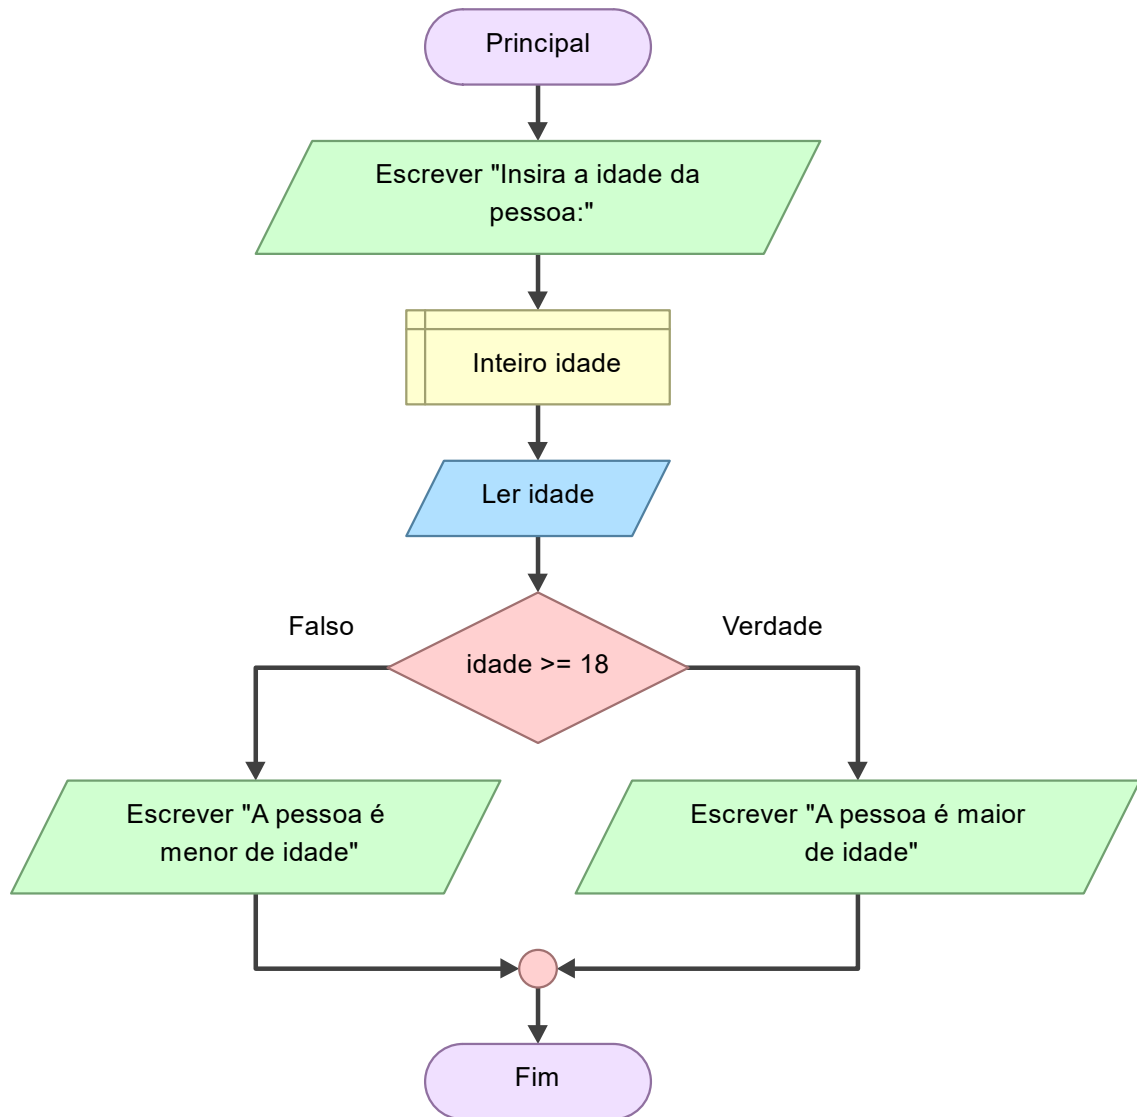 Principal
Escrever "Insira a idade da
pessoa:"
Inteiro idade
Ler idade
Falso
Verdade
idade >= 18
Escrever "A pessoa é
menor de idade"
Escrever "A pessoa é maior
de idade"
Fim